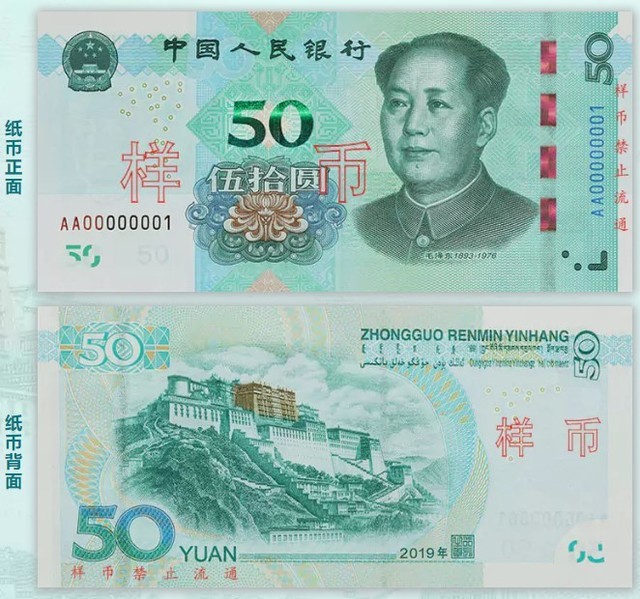 纸币正面
中国人民银行
50
50
样币
伍拾圆
AA00000001
50
50
毛泽东1893-1976
AA00000001
样币禁止流通
纸币背面
50
ZHONGGUO RENMIN YINHANG
50
样币
50 YUAN
2019年
50
样币禁止流通